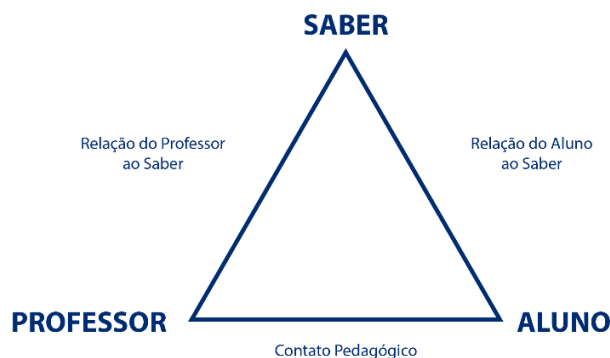 SABER
Relação do Professor
ao Saber
Relação do Aluno
ao Saber
PROFESSOR
ALUNO
Contato Pedagógico